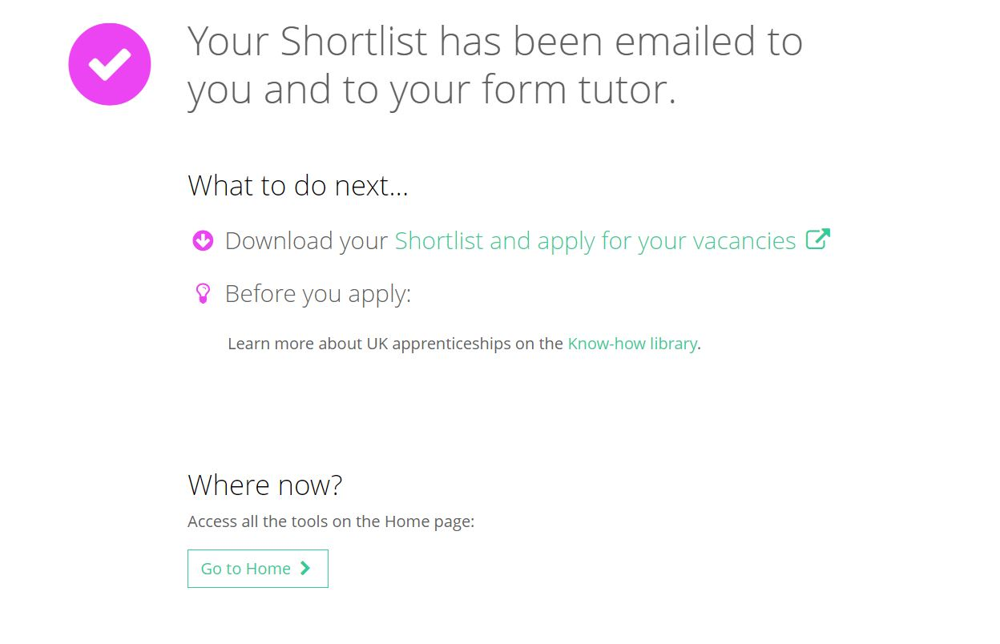 Your Shortlist has been emailed to
you and to your form tutor.
What to do next...
Download your Shortlist and apply for your vacancies
Before you apply:
Learn more about UK apprenticeships on the Know-how library.
Where now?
Access all the tools on the Home page:
Go to Home